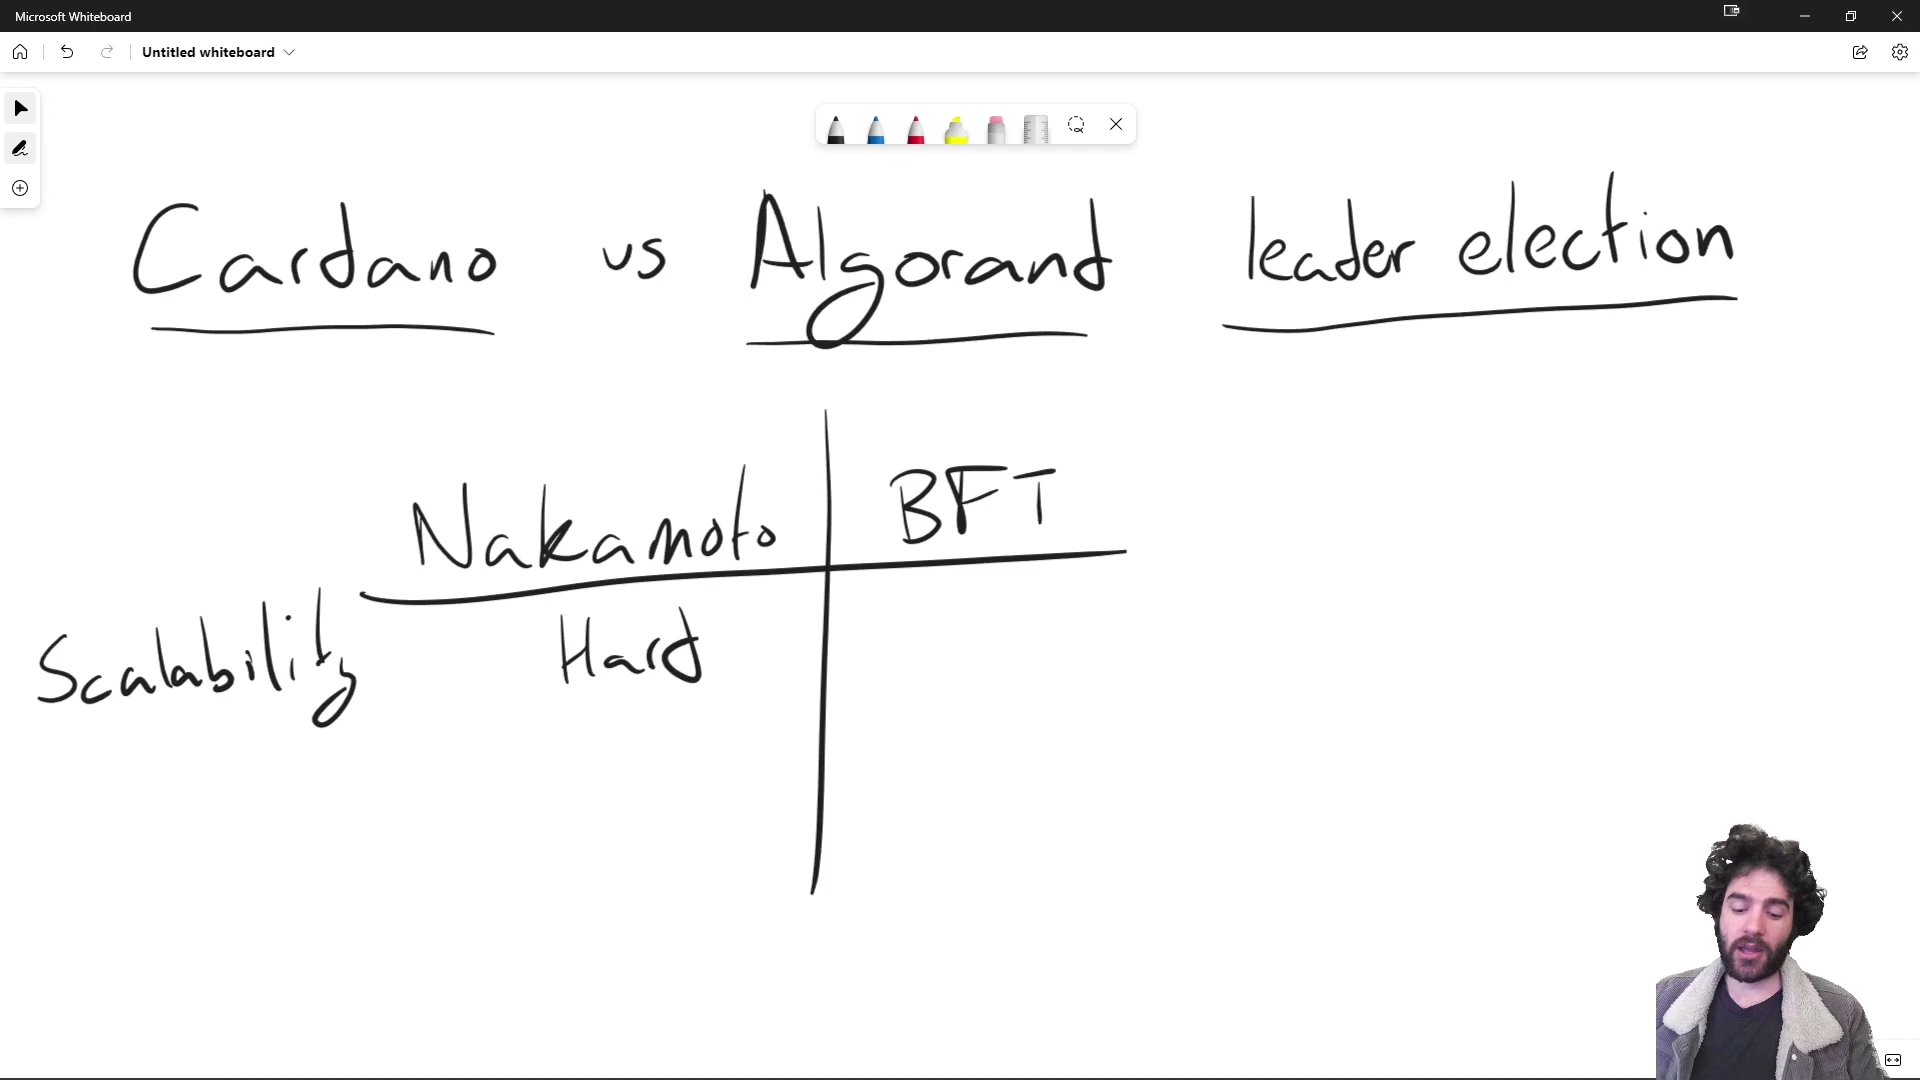 Microsoft Whiteboard
Untitled whiteboard
Cardano vs Algorand leader election
Nakamoto BFT
Scalability Hard